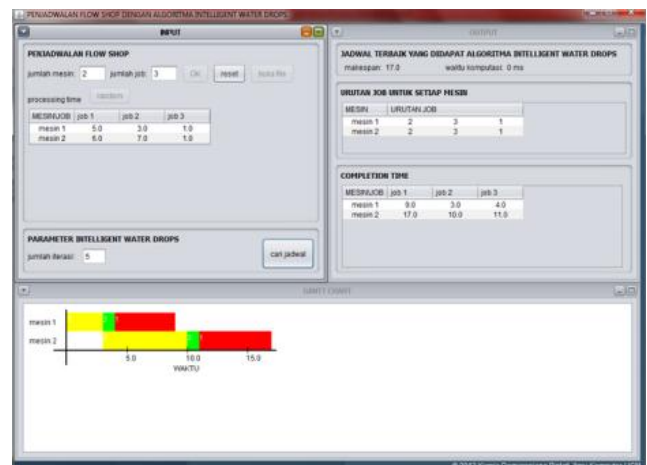 PENJADWALAN FLOW SHOP DENGAN ALGORITMA INTELLIGENT WATER DROPS
INPUT
PENJADWALAN FLOW SHOP
jumlah mesin: 2 jumlah job: 3 Ok reset buka file
processing time random
MESIN/JOB job 1 job 2 job 3
mesin 1 5.0 3.0 1.0
mesin 2 6.0 7.0 1.0
PARAMETER INTELLIGENT WATER DROPS
jumlah iterasi: 5 cari jadwal
OUTPUT
JADWAL TERBAIK YANG DIDAPAT ALGORITMA INTELLIGENT WATER DROPS
makespan: 17.0 waktu komputasi: 0 ms
URUTAN JOB UNTUK SETIAP MESIN
MESIN URUTAN JOB
mesin 1 2 3 1
mesin 2 2 3 1
COMPLETION TIME
MESIN/JOB job 1 job 2 job 3
mesin 1 9.0 3.0 4.0
mesin 2 17.0 10.0 11.0
GANTT CHART
mesin 1
mesin 2
5.0 10.0 15.0
WAKTU